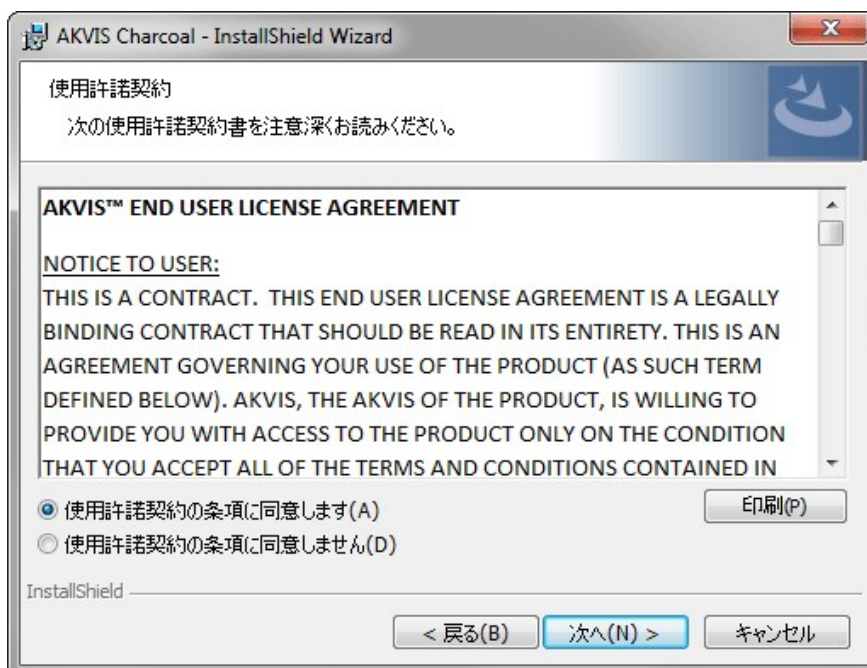 AKVIS Charcoal - InstallShield Wizard
使用許諾契約
次の使用許諾契約書を注意深くお読みください。
AKVIS™ END USER LICENSE AGREEMENT
NOTICE TO USER:
THIS IS A CONTRACT.  THIS END USER LICENSE AGREEMENT IS A LEGALLY
BINDING CONTRACT THAT SHOULD BE READ IN ITS ENTIRETY. THIS IS AN
AGREEMENT GOVERNING YOUR USE OF THE PRODUCT (AS SUCH TERM
DEFINED BELOW). AKVIS, THE AKVIS OF THE PRODUCT, IS WILLING TO
PROVIDE YOU WITH ACCESS TO THE PRODUCT ONLY ON THE CONDITION
THAT YOU ACCEPT ALL OF THE TERMS AND CONDITIONS CONTAINED IN
使用許諾契約の条項に同意します(A)
印刷(P)
使用許諾契約の条項に同意しません(D)
InstallShield
< 戻る(B)
次へ(N) >
キャンセル